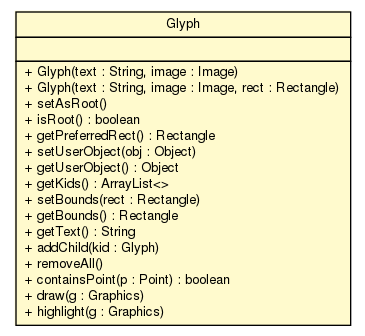 Glyph
+ Glyph(text : String, image : Image)
+ Glyph(text : String, image : Image, rect : Rectangle)
+ setAsRoot()
+ isRoot() : boolean
+ getPreferredRect() : Rectangle
+ setUserObject(obj : Object)
+ getUserObject() : Object
+ getKids() : ArrayList<>
+ setBounds(rect : Rectangle)
+ getBounds() : Rectangle
+ getText() : String
+ addChild(kid : Glyph)
+ removeAll()
+ containsPoint(p : Point) : boolean
+ draw(g : Graphics)
+ highlight(g : Graphics)